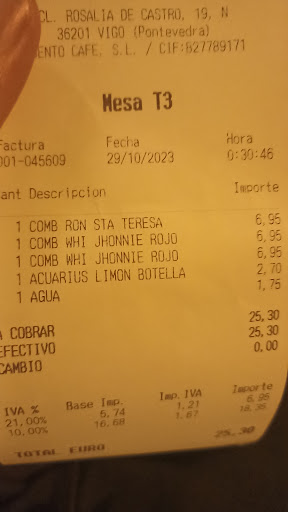 CL. ROSALIA DE CASTRO, 19, N
36201 VIGO (Pontevedra)
ENTO CAFE, S.L. / CIF:B27789171
Mesa T3
Factura Fecha Hora
001-045609 29/10/2023 0:30:46
ant Descripcion Importe
1 COMB RON STA TERESA 6,95
1 COMB WHI JHONNIE ROJO 6,95
1 COMB WHI JHONNIE ROJO 6,95
1 ACUARIUS LIMON BOTELLA 2,70
1 AGUA 1,75
A COBRAR 25,30
EFECTIVO 25,30
CAMBIO 0,00
IVA % Base Imp. Imp.IVA Importe
21,00% 5,74 1,21 6,95
10,00% 16,68 1,67 18,35
TOTAL EURO 25,30